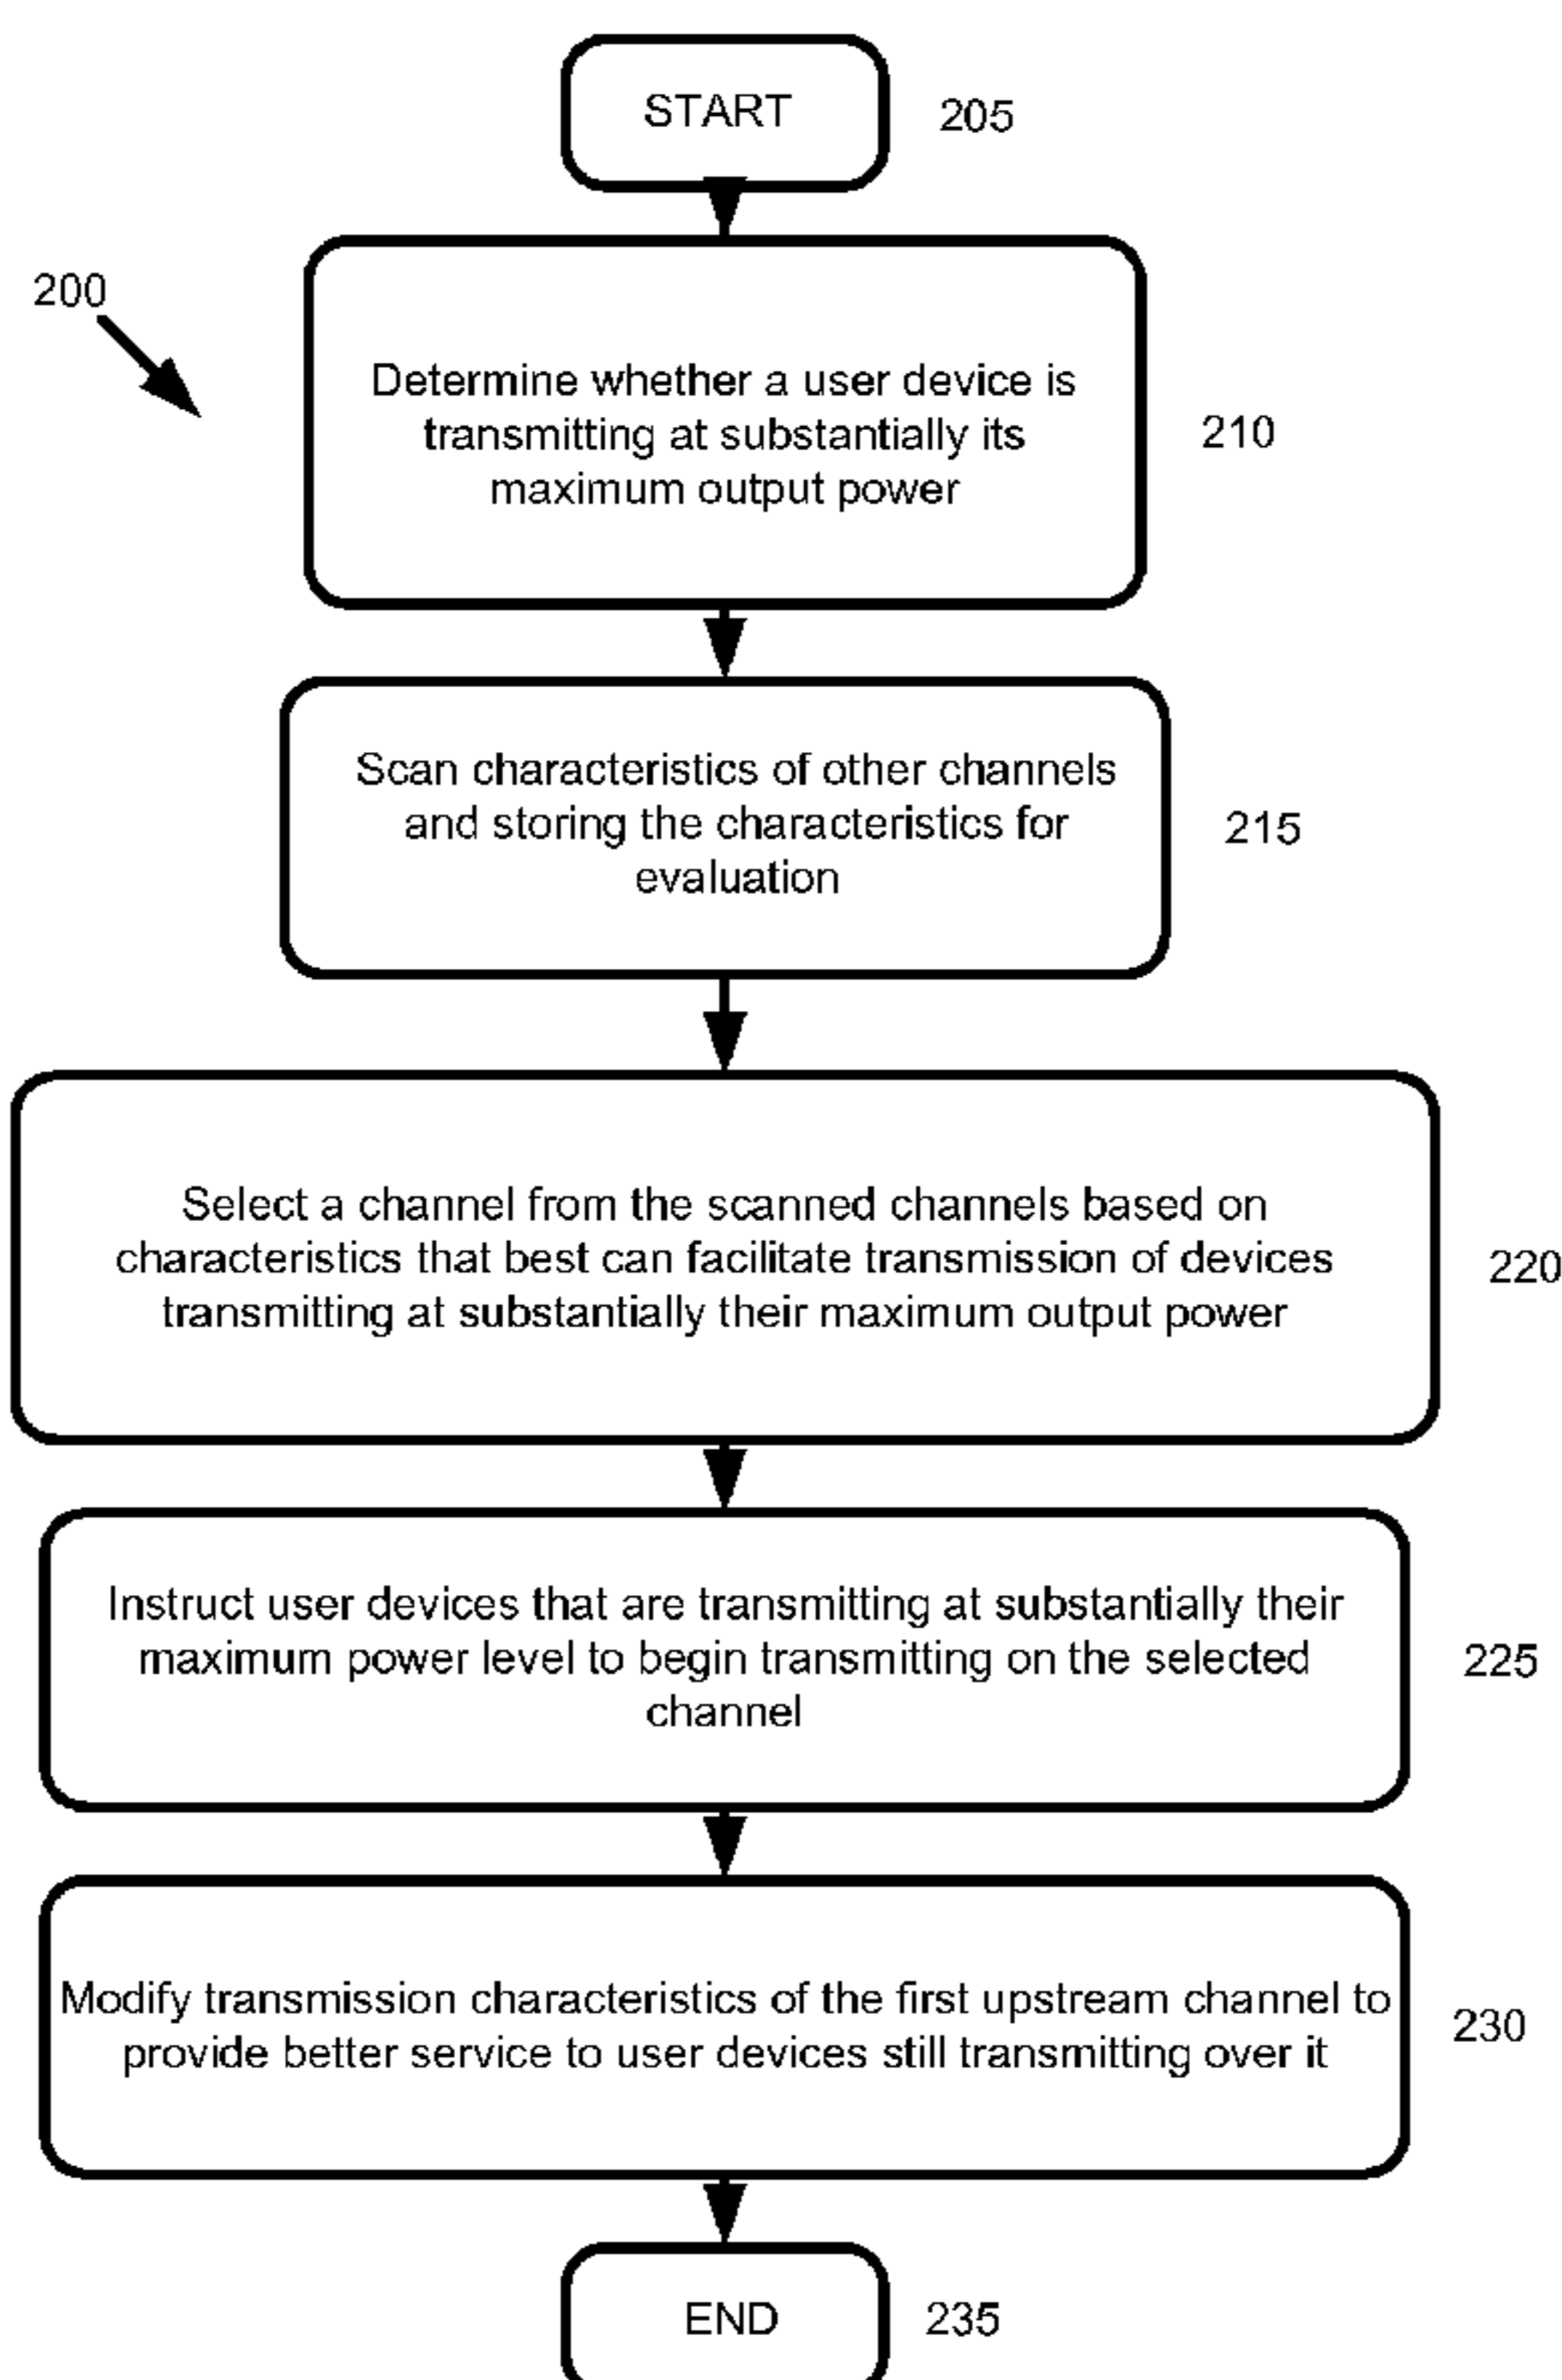 START
205
200
Determine whether a user device is
transmitting at substantially its
maximum output power
210
Scan characteristics of other channels
and storing the characteristics for
evaluation
215
Select a channel from the scanned channels based on
characteristics that best can facilitate transmission of devices
transmitting at substantially their maximum output power
220
Instruct user devices that are transmitting at substantially their
maximum power level to begin transmitting on the selected
channel
225
Modify transmission characteristics of the first upstream channel to
provide better service to user devices still transmitting over it
230
END
235